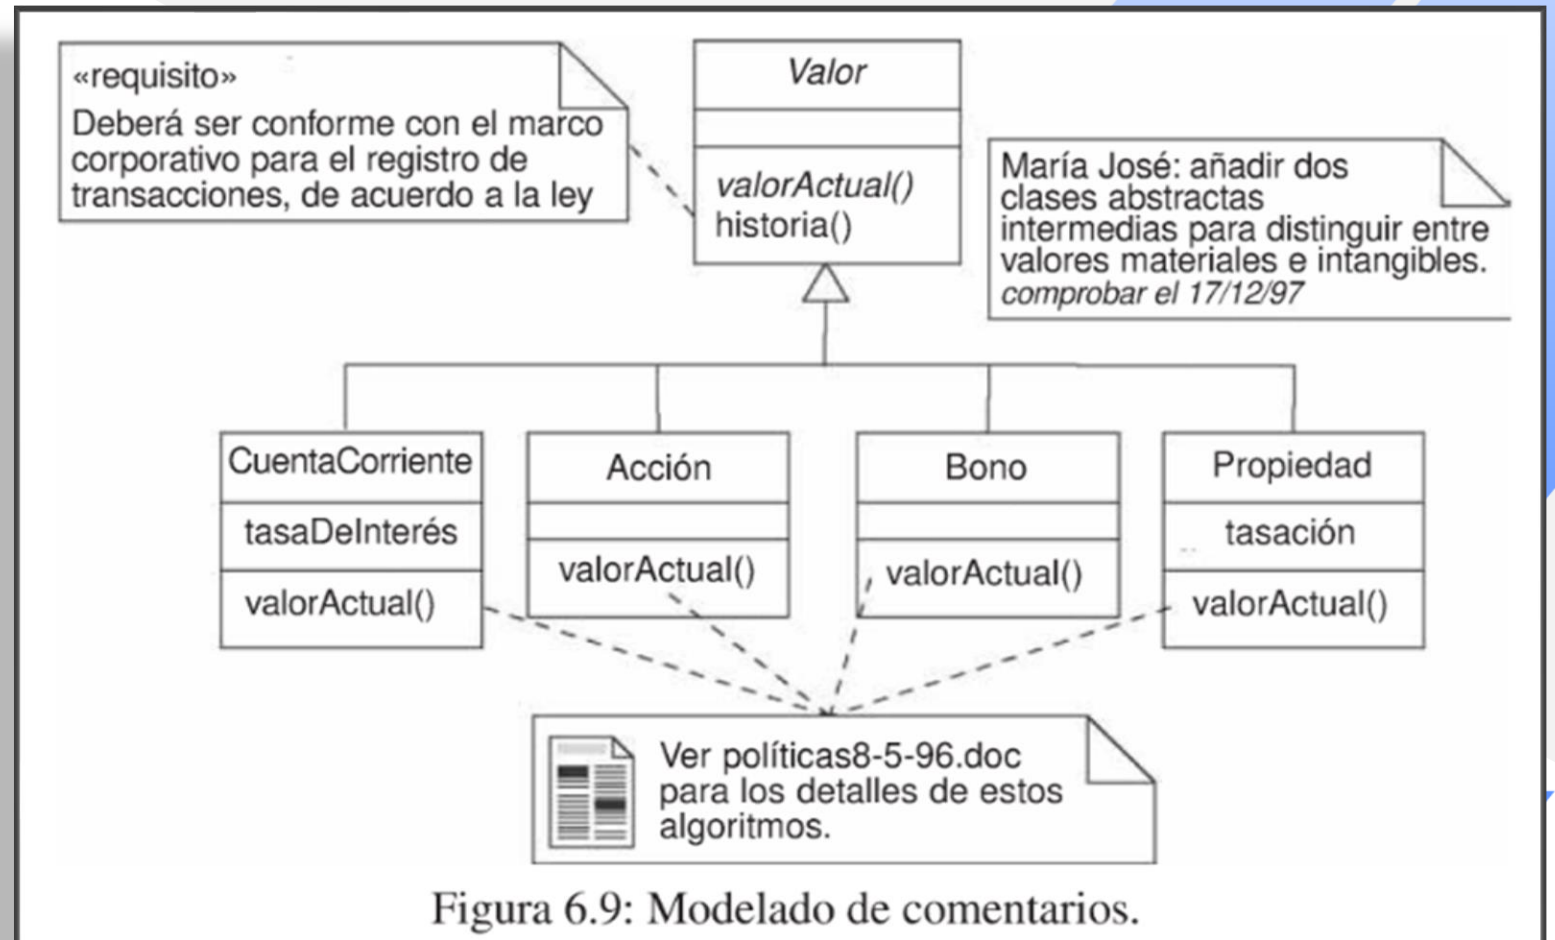 «requisito»
Deberá ser conforme con el marco
corporativo para el registro de
transacciones, de acuerdo a la ley
Valor
valorActual()
historia()
María José: añadir dos
clases abstractas
intermedias para distinguir entre
valores materiales e intangibles.
comprobar el 17/12/97
CuentaCorriente
tasaDeInterés
valorActual()
Acción
valorActual()
Bono
valorActual()
Propiedad
tasación
valorActual()
Ver políticas8-5-96.doc
para los detalles de estos
algoritmos.
Figura 6.9: Modelado de comentarios.